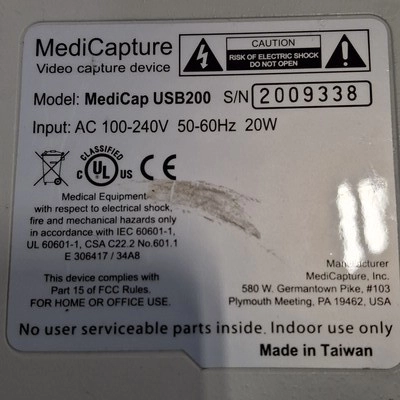 MediCapture
Video capture device
CAUTION
RISK OF ELECTRIC SHOCK
DO NOT OPEN
Model: MediCap USB200 S/N 2009338
Input: AC 100-240V 50-60Hz 20W
C UL US CE
Medical Equipment
with respect to electrical shock,
fire and mechanical hazards only
in accordance with IEC 60601-1,
UL 60601-1, CSA C22.2 No.601.1
E 306417 / 34A8
This device complies with
Part 15 of FCC Rules.
FOR HOME OR OFFICE USE.
Manufacturer
MediCapture, Inc.
580 W. Germantown Pike, #103
Plymouth Meeting, PA 19462, USA
No user serviceable parts inside. Indoor use only
Made in Taiwan